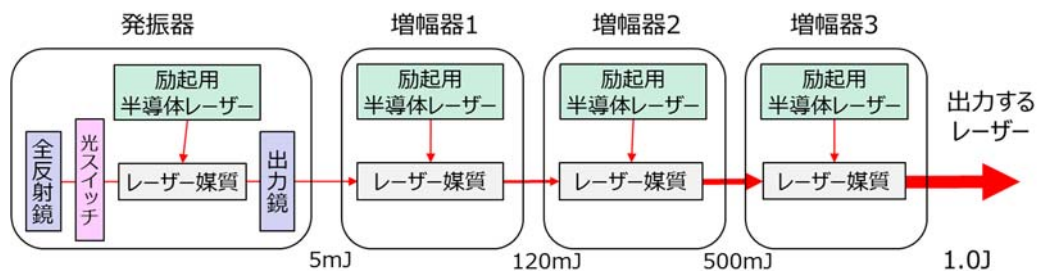 発振器
増幅器1
増幅器2
増幅器3
励起用
半導体レーザー
励起用
半導体レーザー
励起用
半導体レーザー
励起用
半導体レーザー
出力する
レーザー
全反射鏡
光スイッチ
レーザー媒質
出力鏡
レーザー媒質
レーザー媒質
レーザー媒質
5mJ
120mJ
500mJ
1.0J